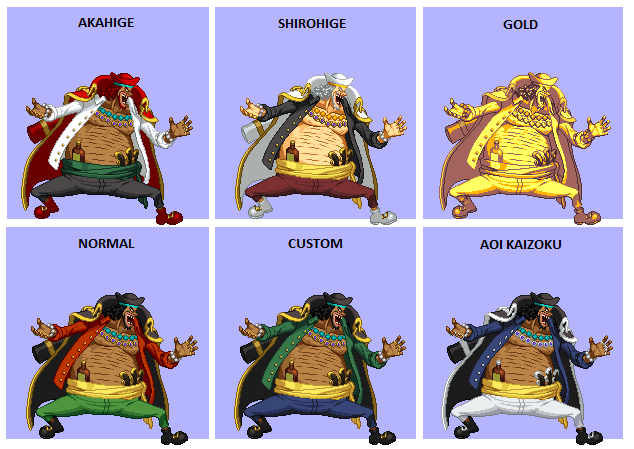 AKAHIGE
SHIROHIGE
GOLD
NORMAL
CUSTOM
AOI KAIZOKU